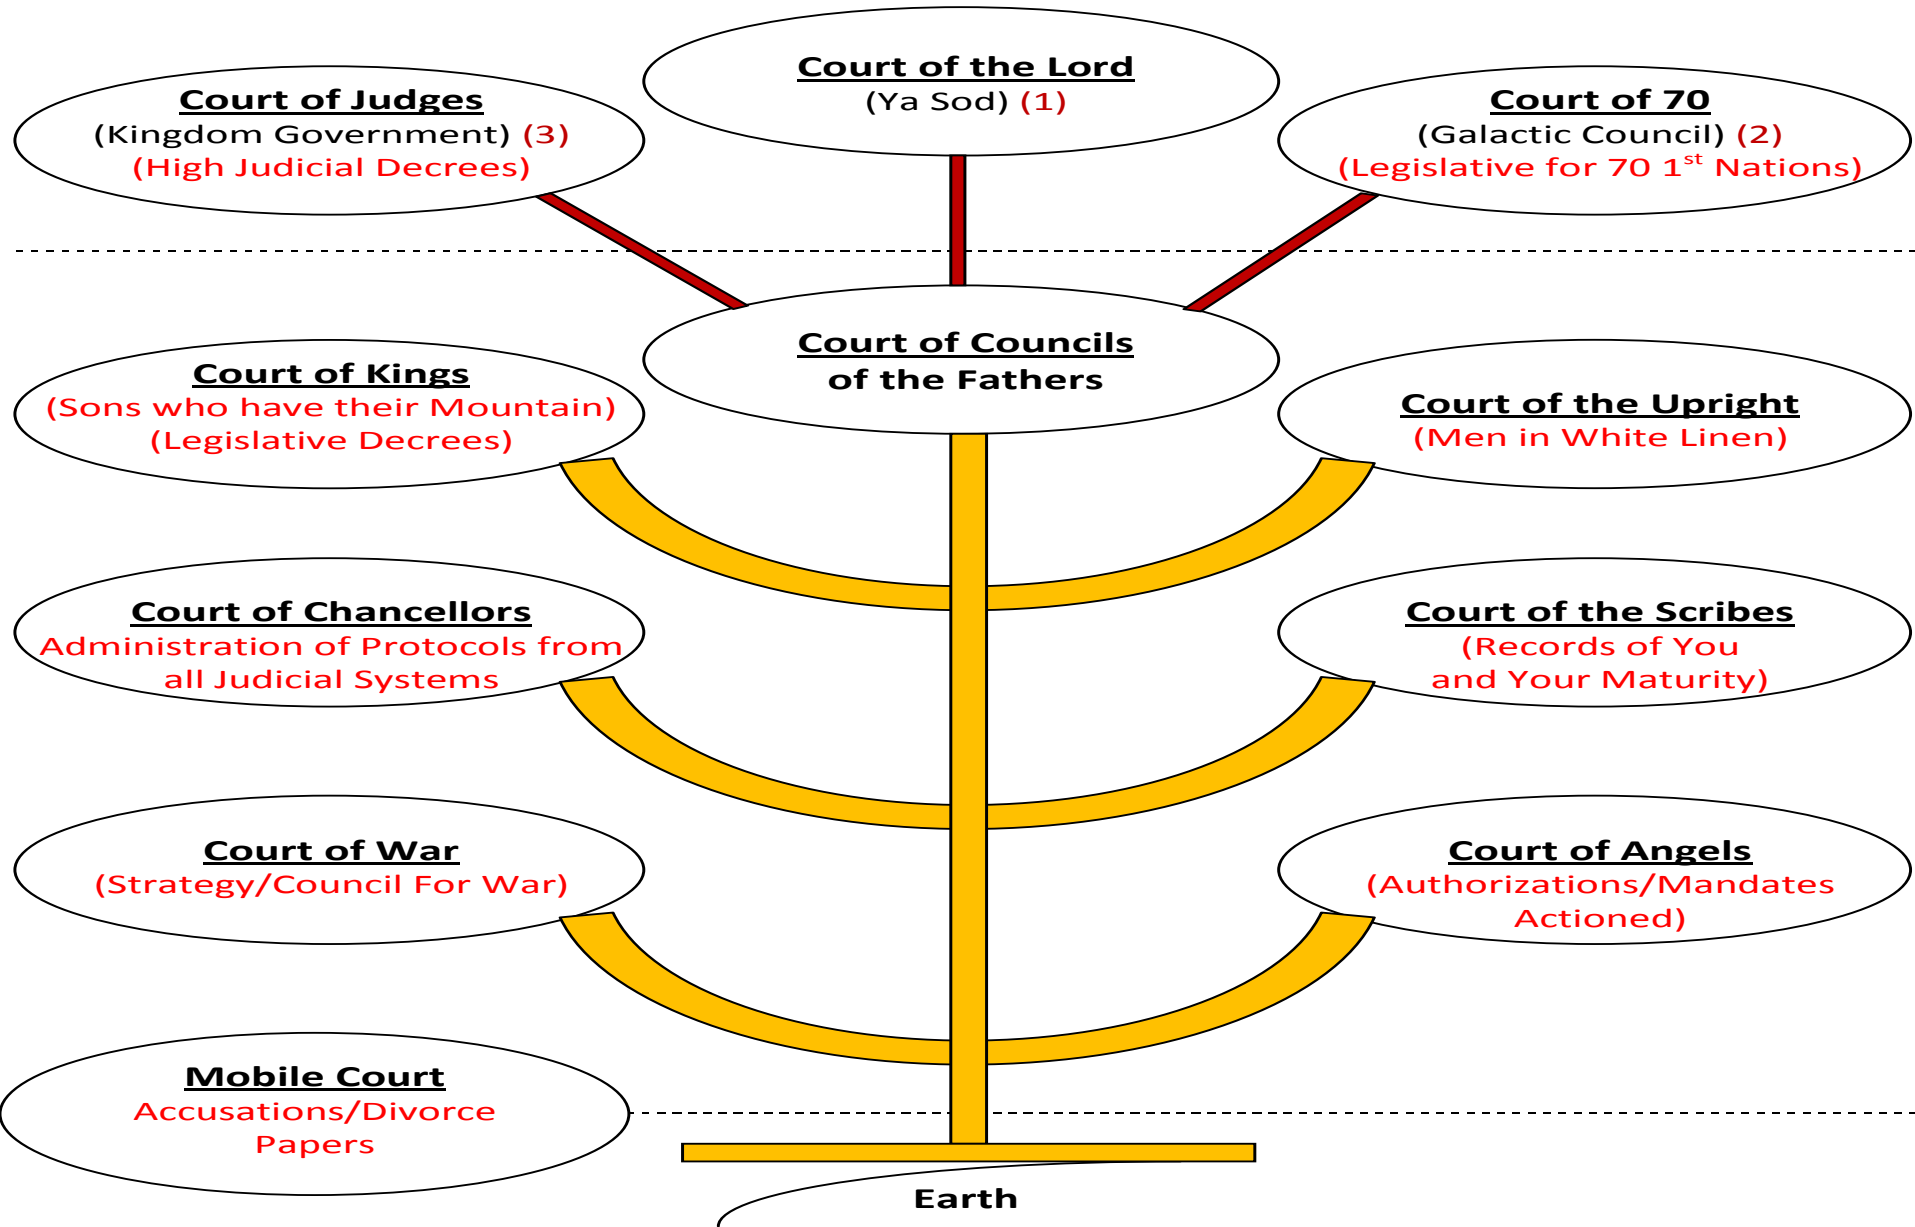 Court of the Lord
(Ya Sod) (1)
Court of Judges
(Kingdom Government) (3)
(High Judicial Decrees)
Court of 70
(Galactic Council) (2)
(Legislative for 70 1st Nations)
Court of Councils
of the Fathers
Court of Kings
(Sons who have their Mountain)
(Legislative Decrees)
Court of the Upright
(Men in White Linen)
Court of Chancellors
Administration of Protocols from
all Judicial Systems
Court of the Scribes
(Records of You
and Your Maturity)
Court of War
(Strategy/Council For War)
Court of Angels
(Authorizations/Mandates
Actioned)
Mobile Court
Accusations/Divorce
Papers
Earth